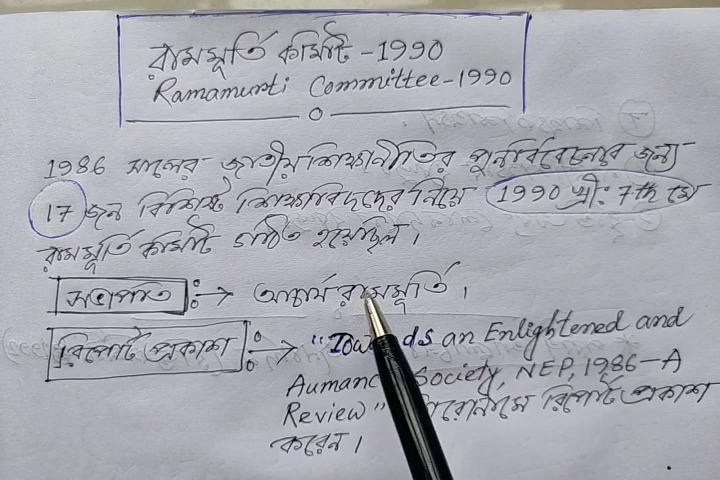 রামমূর্তি কমিটি - 1990
Ramamurti Committee - 1990
1986 সালের জাতীয় শিক্ষানীতির পুনর্বিবেচনার জন্য
17 জন বিশিষ্ট শিক্ষাবিদদের নিয়ে 1990 খ্রীঃ 7th মে
রামমূর্তি কমিটি গঠিত হয়েছিল।
সভাপতি :→ আচার্য রামমূর্তি।
রিপোর্ট প্রকাশ :→ "Towards an Enlightened and
Aumane Society, NEP, 1986 - A
Review" শিরোনামে রিপোর্ট প্রকাশ
করেন।